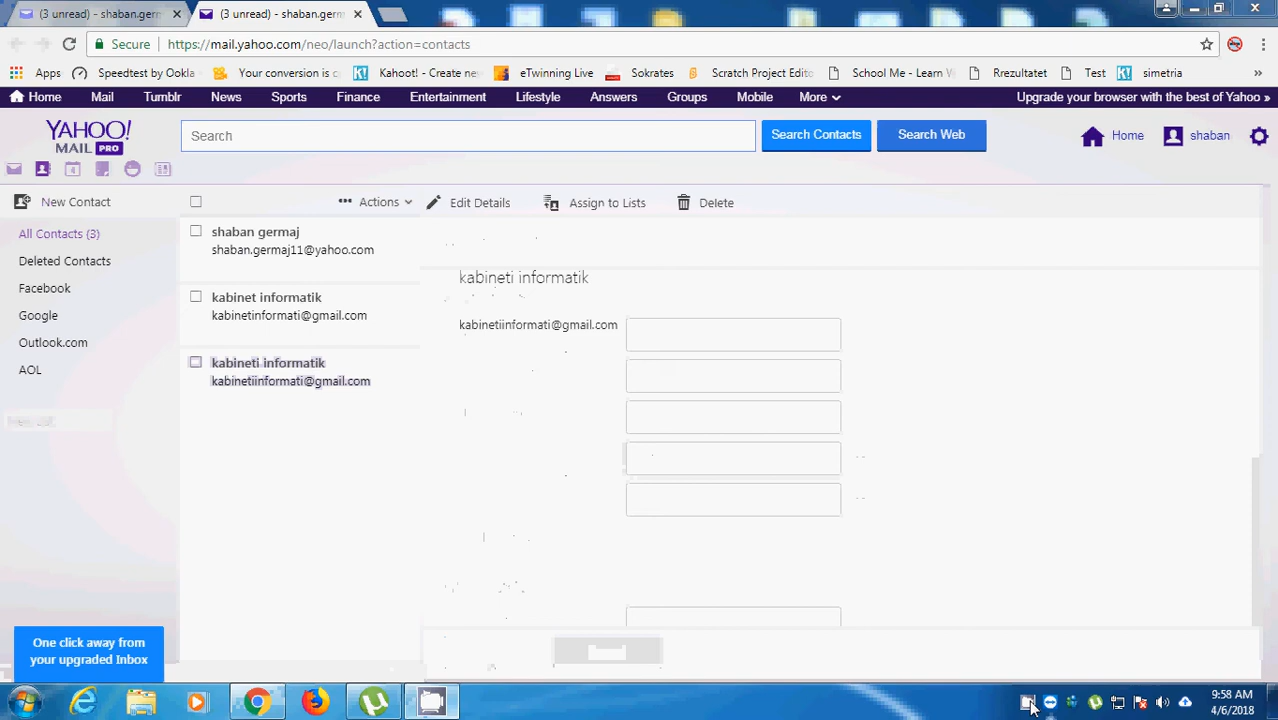 (3 unread) - shaban.germ
(3 unread) - shaban.germ
Secure https://mail.yahoo.com/neo/launch?action=contacts
Apps Speedtest by Ookla Your conversion is c Kahoot! - Create new eTwinning Live Sokrates Scratch Project Edito School Me - Learn W Rrezultatet Test simetria »
Home Mail Tumblr News Sports Finance Entertainment Lifestyle Answers Groups Mobile More Upgrade your browser with the best of Yahoo »
YAHOO!
MAIL PRO
Search
Search Contacts
Search Web
Home
shaban
4
New Contact
Actions
Edit Details
Assign to Lists
Delete
All Contacts (3)
Deleted Contacts
Facebook
Google
Outlook.com
AOL
shaban germaj
shaban.germaj11@yahoo.com
kabinet informatik
kabinetinformati@gmail.com
kabineti informatik
kabinetiinformati@gmail.com
kabineti informatik
kabinetiinformati@gmail.com
One click away from
your upgraded Inbox
9:58 AM
4/6/2018